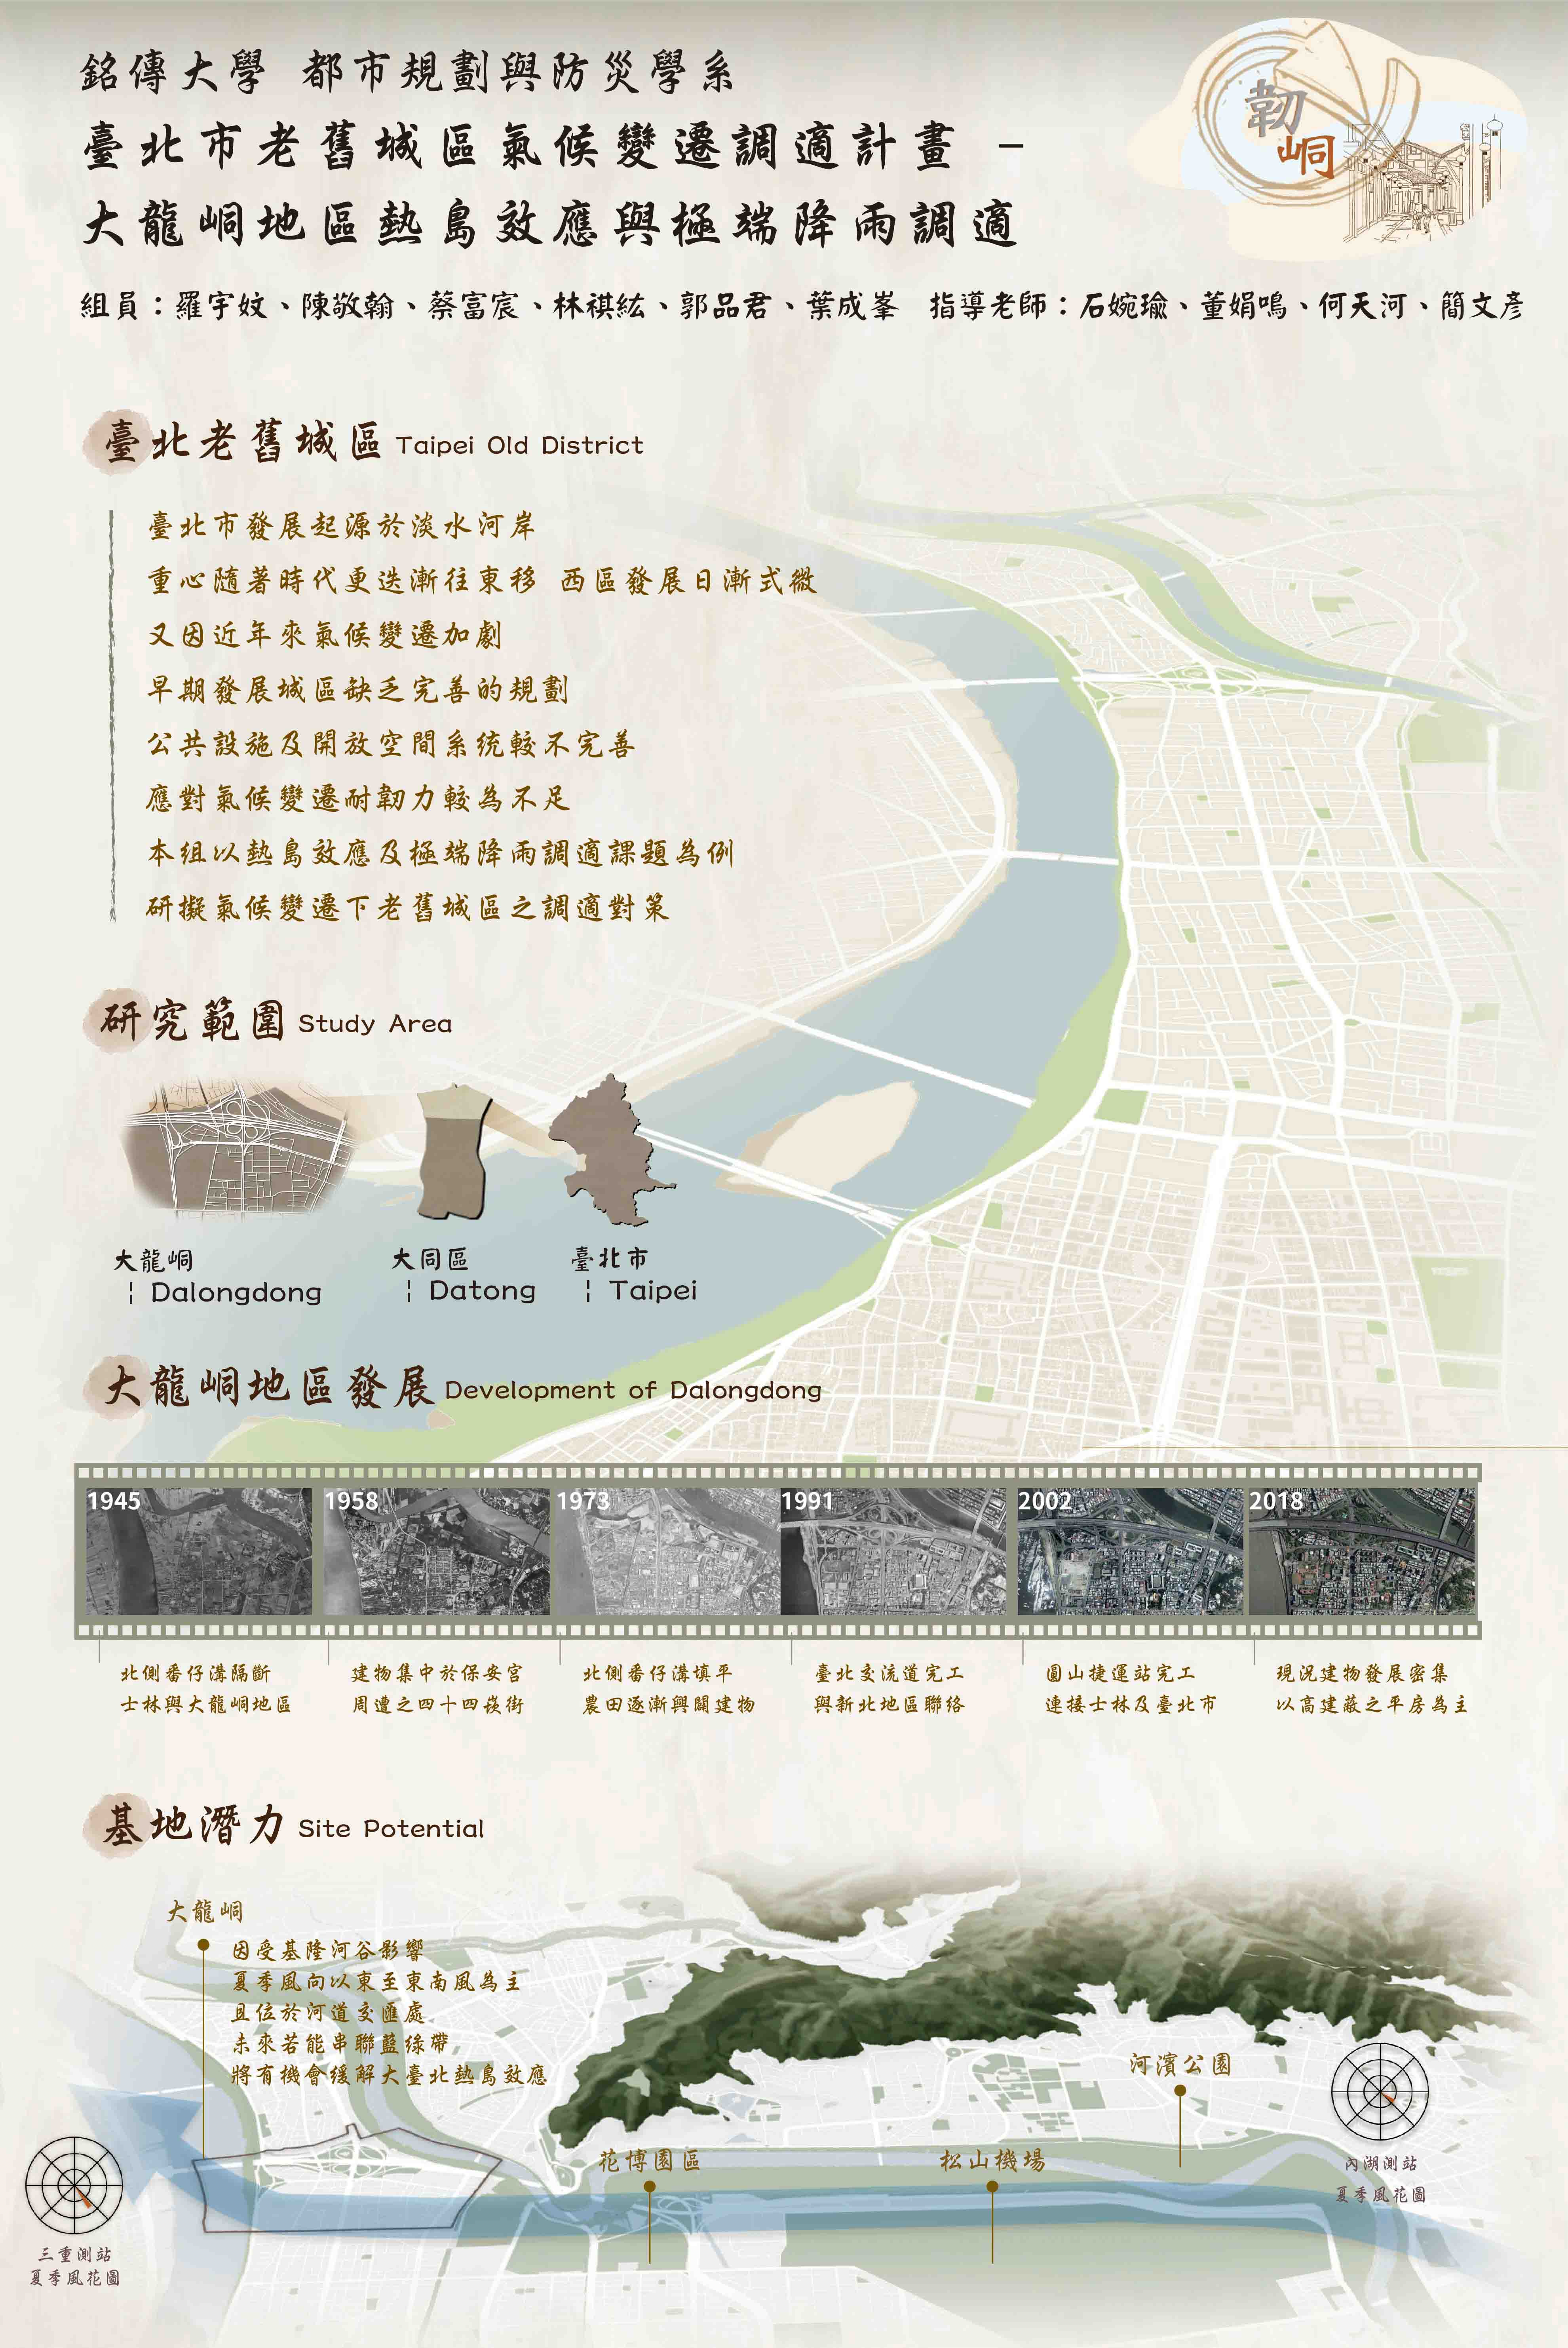 銘傳大學 都市規劃與防災學系
臺北市老舊城區氣候變遷調適計畫 -
大龍峒地區熱島效應與極端降雨調適
韌
峒
組員：羅宇妏、陳敬翰、蔡富宸、林祺紘、郭品君、葉成峯 指導老師：石婉瑜、董娟鳴、何天河、簡文彥
臺北老舊城區 Taipei Old District
臺北市發展起源於淡水河岸
重心隨著時代更迭漸往東移 西區發展日漸式微
又因近年來氣候變遷加劇
早期發展城區缺乏完善的規劃
公共設施及開放空間系統較不完善
應對氣候變遷耐韌力較為不足
本組以熱島效應及極端降雨調適課題為例
研擬氣候變遷下老舊城區之調適對策
研究範圍 Study Area
大龍峒
¦ Dalongdong
大同區
¦ Datong
臺北市
¦ Taipei
大龍峒地區發展 Development of Dalongdong
1945
1958
1973
1991
2002
2018
北側番仔溝隔斷
士林與大龍峒地區
建物集中於保安宮
周遭之四十四崁街
北側番仔溝填平
農田逐漸興闢建物
臺北交流道完工
與新北地區聯絡
圓山捷運站完工
連接士林及臺北市
現況建物發展密集
以高建蔽之平房為主
基地潛力 Site Potential
大龍峒
因受基隆河谷影響
夏季風向以東至東南風為主
且位於河道交匯處
未來若能串聯藍綠帶
將有機會緩解大臺北熱島效應
河濱公園
花博園區
松山機場
內湖測站
夏季風花圖
三重測站
夏季風花圖